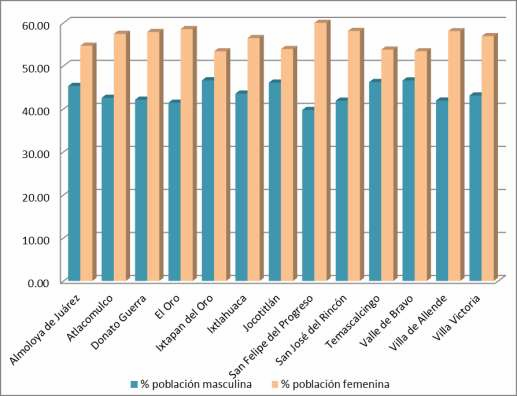 60.00
50.00
40.00
30.00
20.00
10.00
0.00
Almoloya de Juárez
Atlacomulco
Donato Guerra
El Oro
Ixtapan del Oro
Ixtlahuaca
Jocotitlán
San Felipe del Progreso
San José del Rincón
Temascalcingo
Valle de Bravo
Villa de Allende
Villa Victoria
% población masculina % población femenina